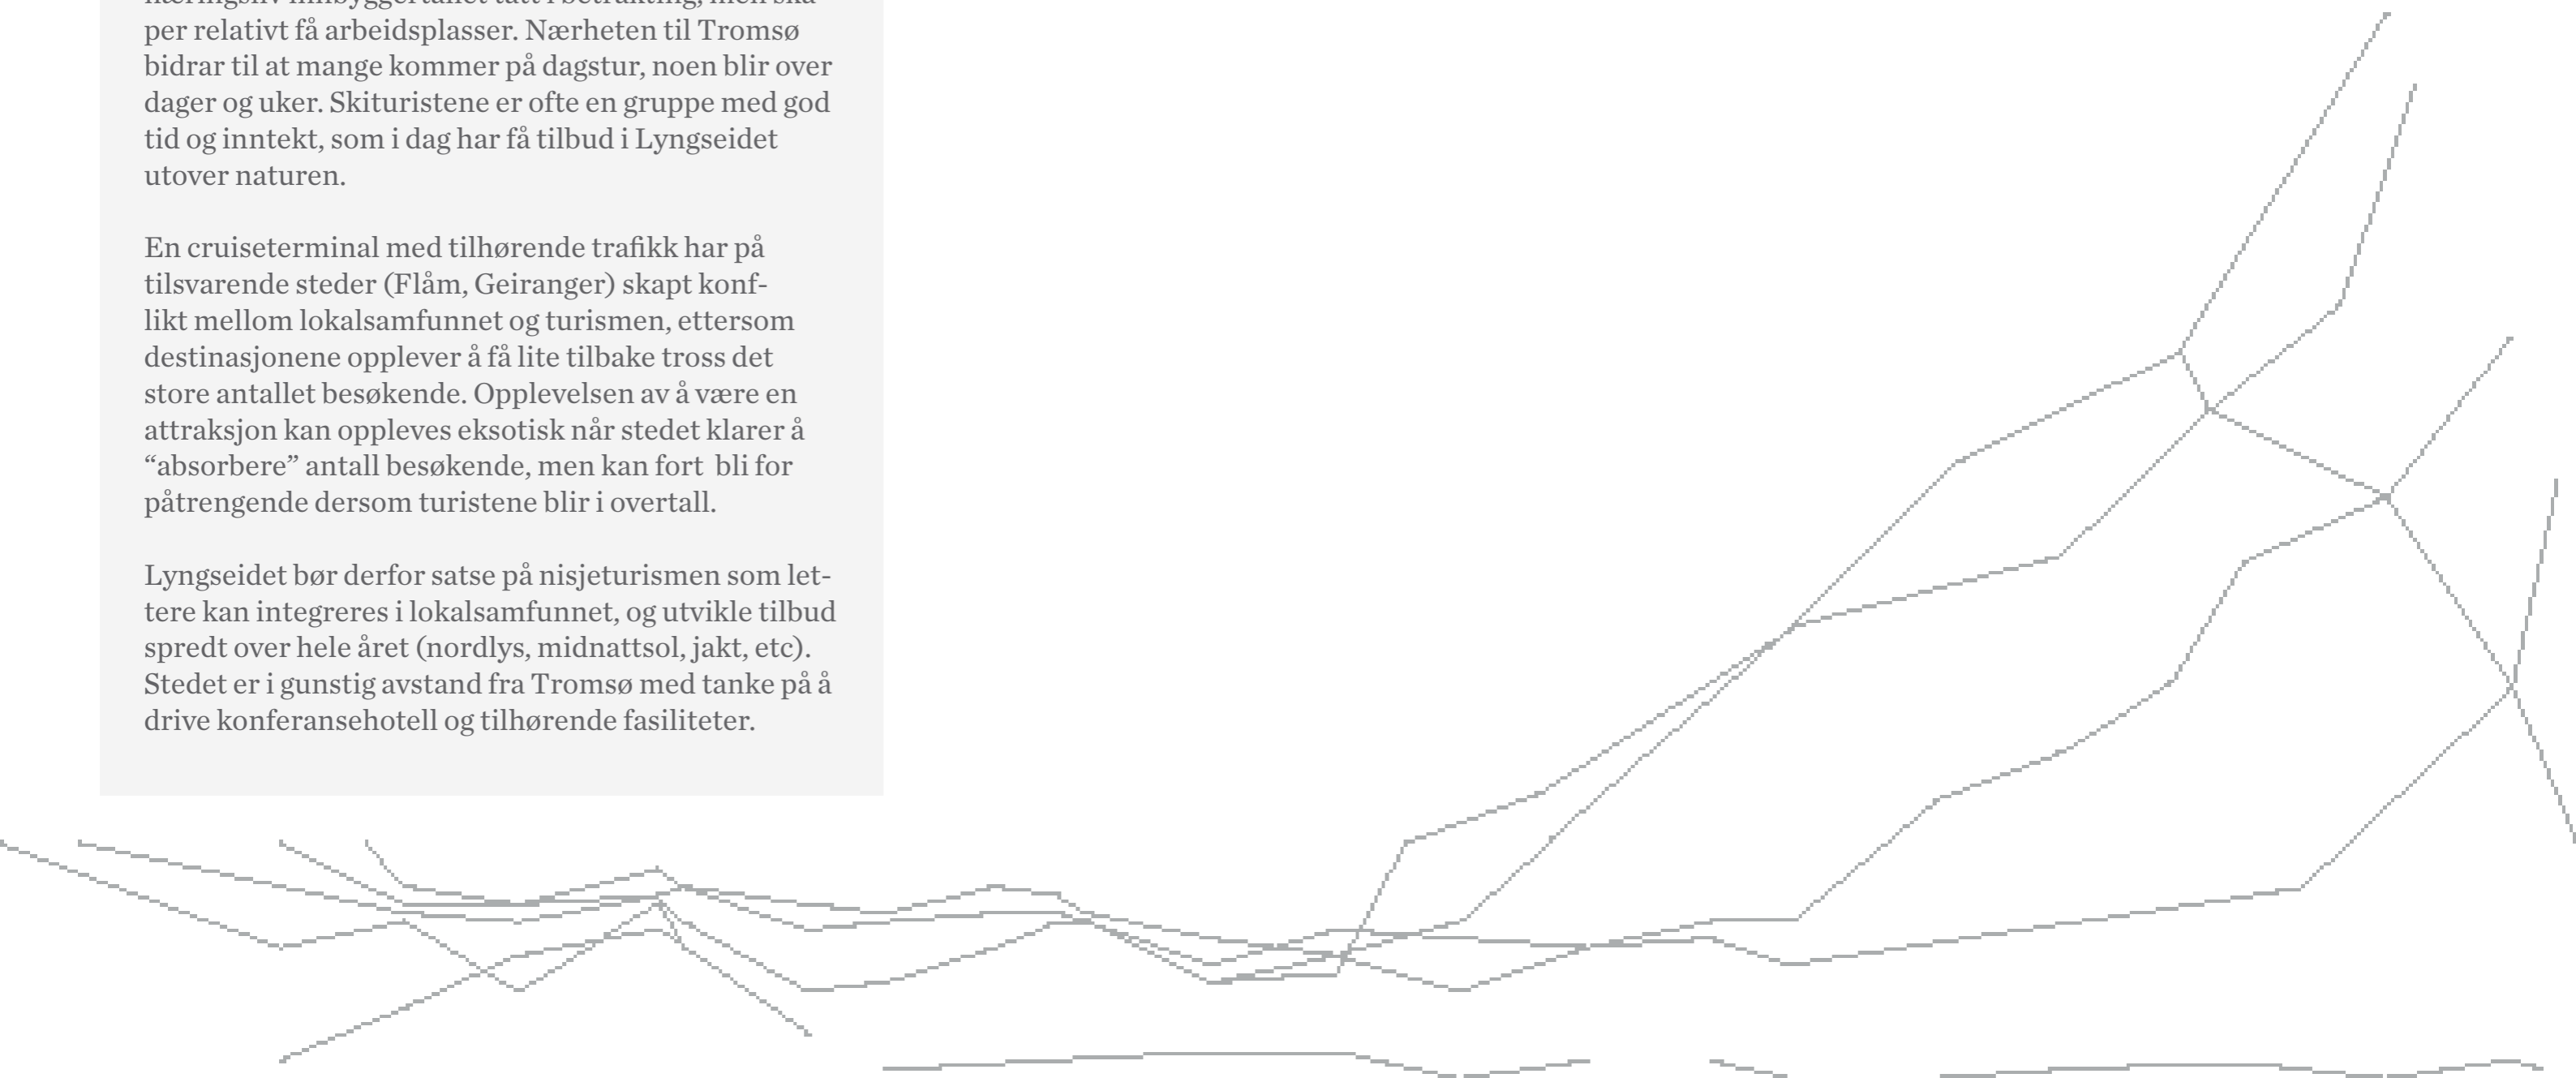 næringsliv innbyggertallet tatt i betraktning, men ska-
per relativt få arbeidsplasser. Nærheten til Tromsø
bidrar til at mange kommer på dagstur, noen blir over
dager og uker. Skituristene er ofte en gruppe med god
tid og inntekt, som i dag har få tilbud i Lyngseidet
utover naturen.
En cruiseterminal med tilhørende trafikk har på
tilsvarende steder (Flåm, Geiranger) skapt konf-
likt mellom lokalsamfunnet og turismen, ettersom
destinasjonene opplever å få lite tilbake tross det
store antallet besøkende. Opplevelsen av å være en
attraksjon kan oppleves eksotisk når stedet klarer å
“absorbere” antall besøkende, men kan fort  bli for
påtrengende dersom turistene blir i overtall.
Lyngseidet bør derfor satse på nisjeturismen som let-
tere kan integreres i lokalsamfunnet, og utvikle tilbud
spredt over hele året (nordlys, midnattsol, jakt, etc).
Stedet er i gunstig avstand fra Tromsø med tanke på å
drive konferansehotell og tilhørende fasiliteter.